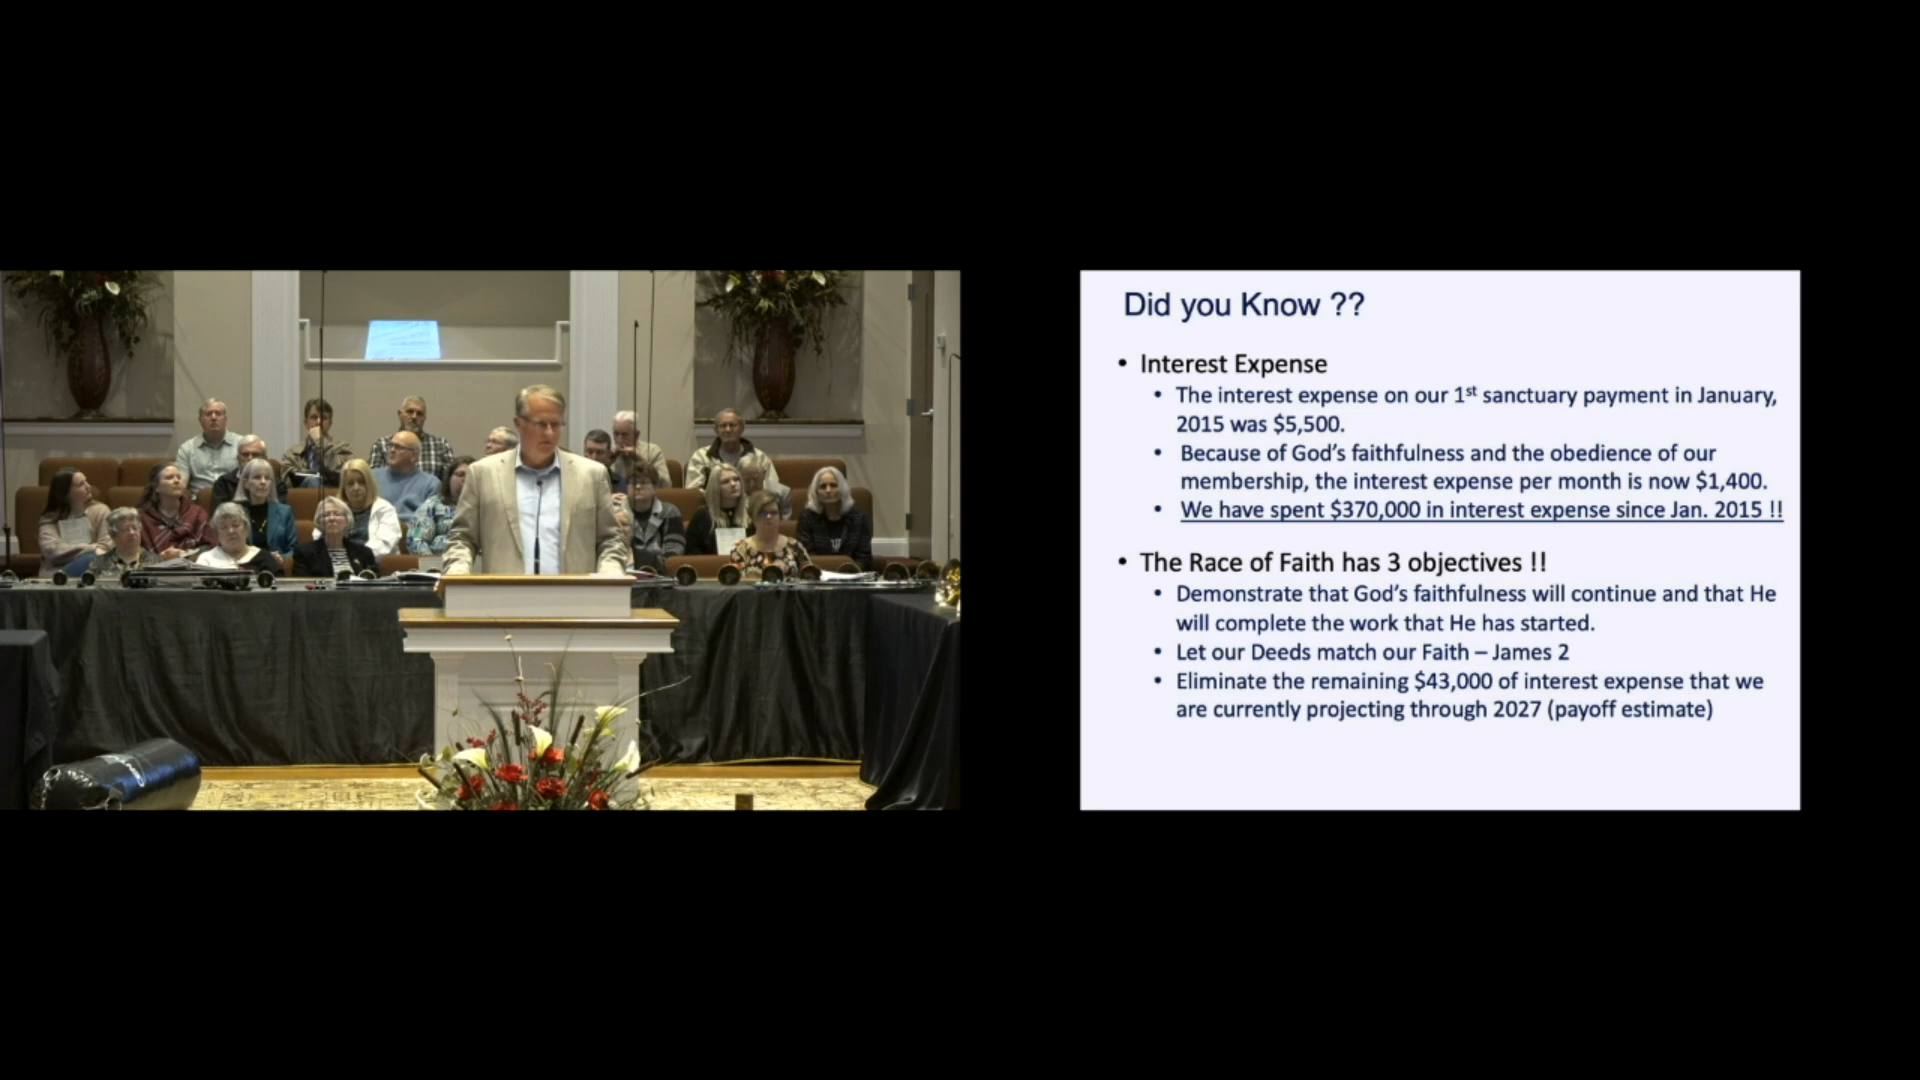 Did you Know ??
• Interest Expense
• The interest expense on our 1st sanctuary payment in January,
2015 was $5,500.
• Because of God's faithfulness and the obedience of our
membership, the interest expense per month is now $1,400.
• We have spent $370,000 in interest expense since Jan. 2015 !!
• The Race of Faith has 3 objectives !!
• Demonstrate that God's faithfulness will continue and that He
will complete the work that He has started.
• Let our Deeds match our Faith – James 2
• Eliminate the remaining $43,000 of interest expense that we
are currently projecting through 2027 (payoff estimate)